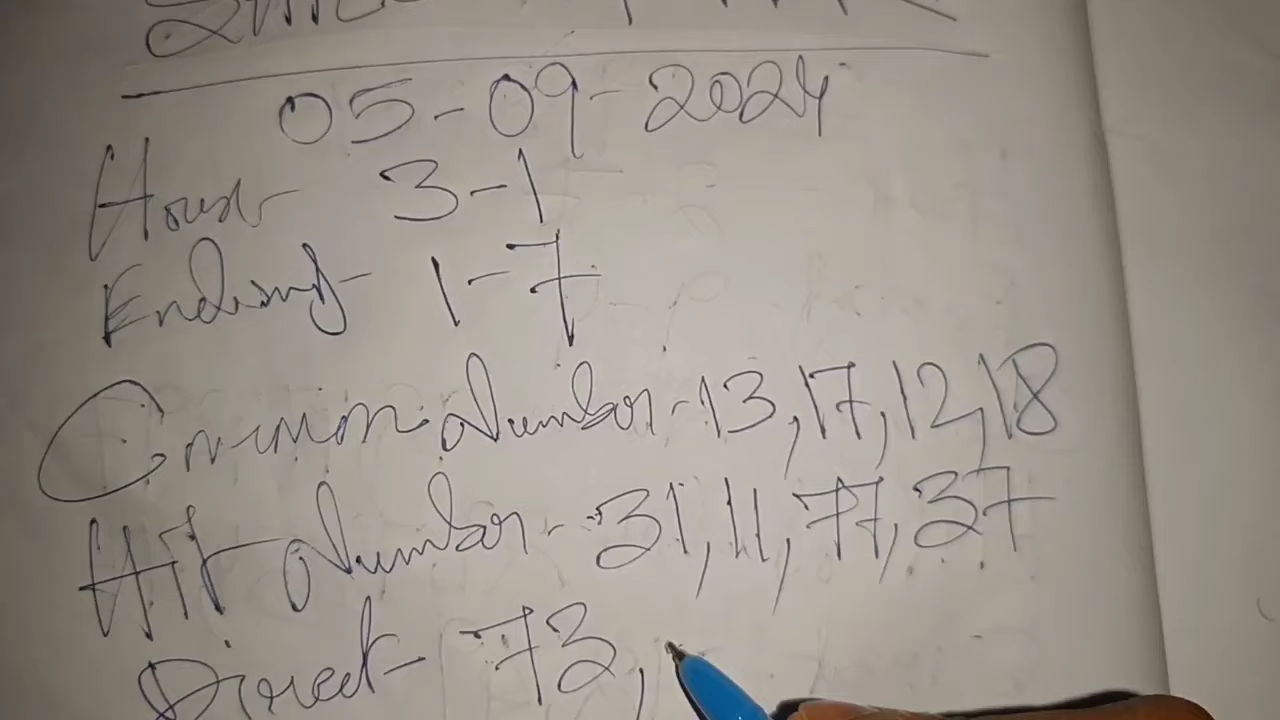 05-09-2024
House- 3-1
Ending- 1-7
Common Number-13,17,12,18
Hit Number-31,11,77,37
Direct- 73,